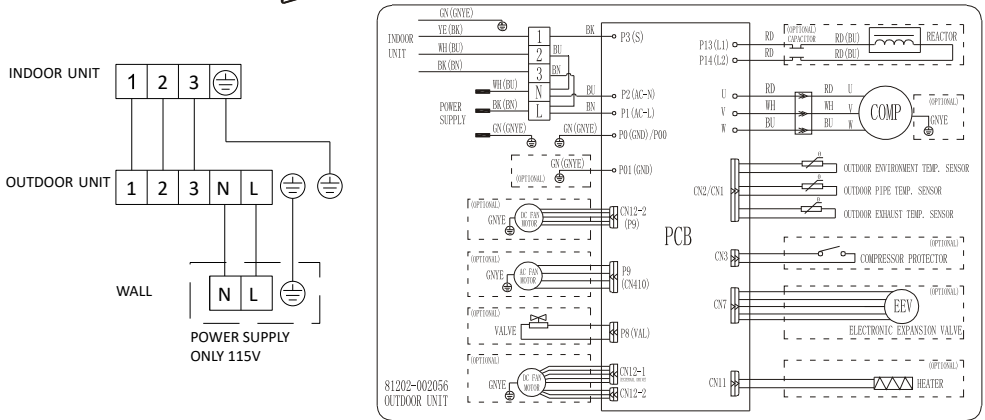 INDOOR UNIT
1 2 3
OUTDOOR UNIT
1 2 3 N L
WALL
N L
POWER SUPPLY
ONLY 115V
GN(GNYE)
YE(BK)
INDOOR
UNIT
WH(BU)
BK(BN)
1
2
3
N
L
BU
BN
WH(BU)
POWER
SUPPLY
BK(BN)
GN(GNYE)
GN(GNYE)
BK
P3(S)
BU
P2(AC-N)
BN
P1(AC-L)
P0(GND)/P00
GN(GNYE)
(OPTIONAL)
P01(GND)
(OPTIONAL)
GNYE
DC FAN
MOTOR
CN12-2
(P9)
(OPTIONAL)
GNYE
AC FAN
MOTOR
P9
(CN410)
(OPTIONAL)
VALVE
P8(VAL)
(OPTIONAL)
GNYE
DC FAN
MOTOR
CN12-1
CN12-2
81202-002056
OUTDOOR UNIT
PCB
P13(L1)
P14(L2)
RD
RD
(OPTIONAL)
CAPACITOR
RD(BU)
RD(BU)
REACTOR
U
V
W
RD
WH
BU
RD U
WH V
BU W
COMP
(OPTIONAL)
GNYE
CN2/CN1
θ
OUTDOOR ENVIRONMENT TEMP. SENSOR
θ
OUTDOOR PIPE TEMP. SENSOR
θ
OUTDOOR EXHAUST TEMP. SENSOR
CN3
(OPTIONAL)
COMPRESSOR PROTECTOR
CN7
(OPTIONAL)
EEV
ELECTRONIC EXPANSION VALVE
CN11
(OPTIONAL)
HEATER